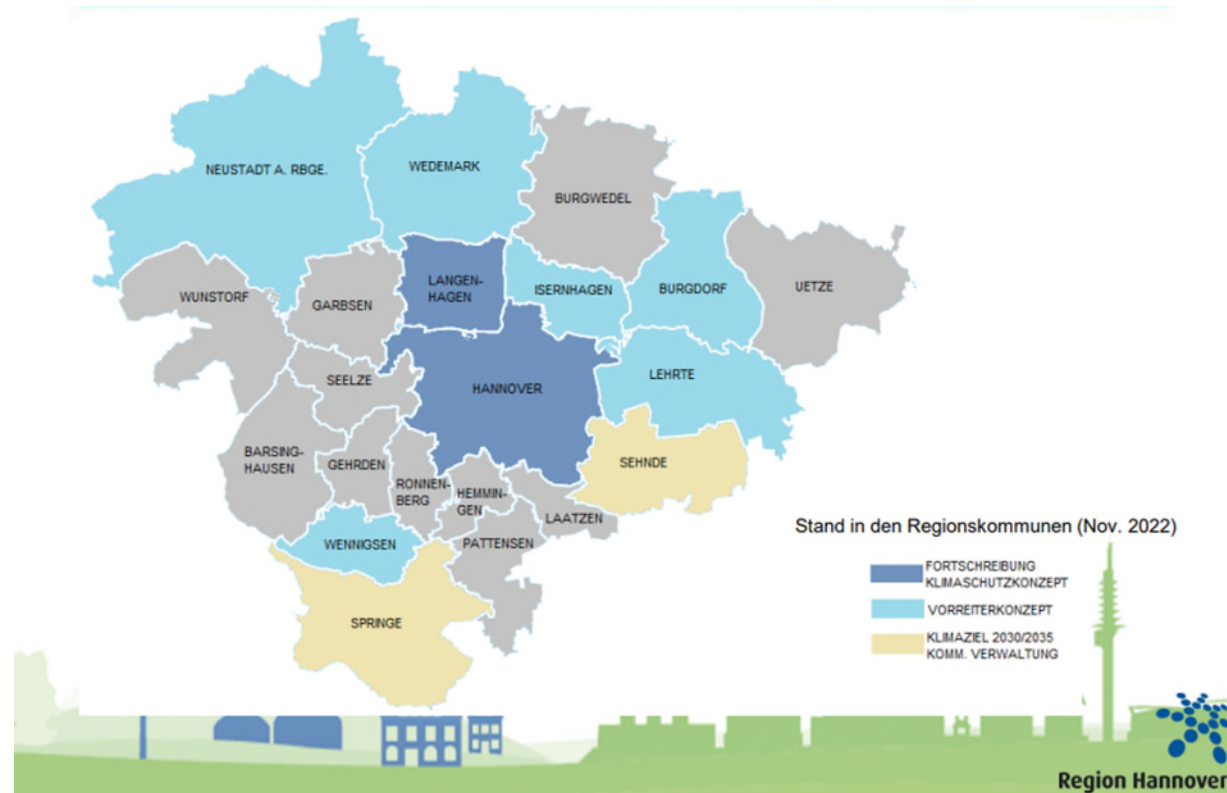 NEUSTADT A. RBGE.
WEDEMARK
BURGWEDEL
LANGEN-
HAGEN
ISERNHAGEN
BURGDORF
UETZE
WUNSTORF
GARBSEN
SEELZE
HANNOVER
LEHRTE
BARSING-
HAUSEN
GEHRDEN
RONNEN-
BERG
HEMMIN-
GEN
LAATZEN
SEHNDE
WENNIGSEN
PATTENSEN
SPRINGE
Stand in den Regionskommunen (Nov. 2022)
FORTSCHREIBUNG
KLIMASCHUTZKONZEPT
VORREITERKONZEPT
KLIMAZIEL 2030/2035
KOMM. VERWALTUNG
Region Hannover